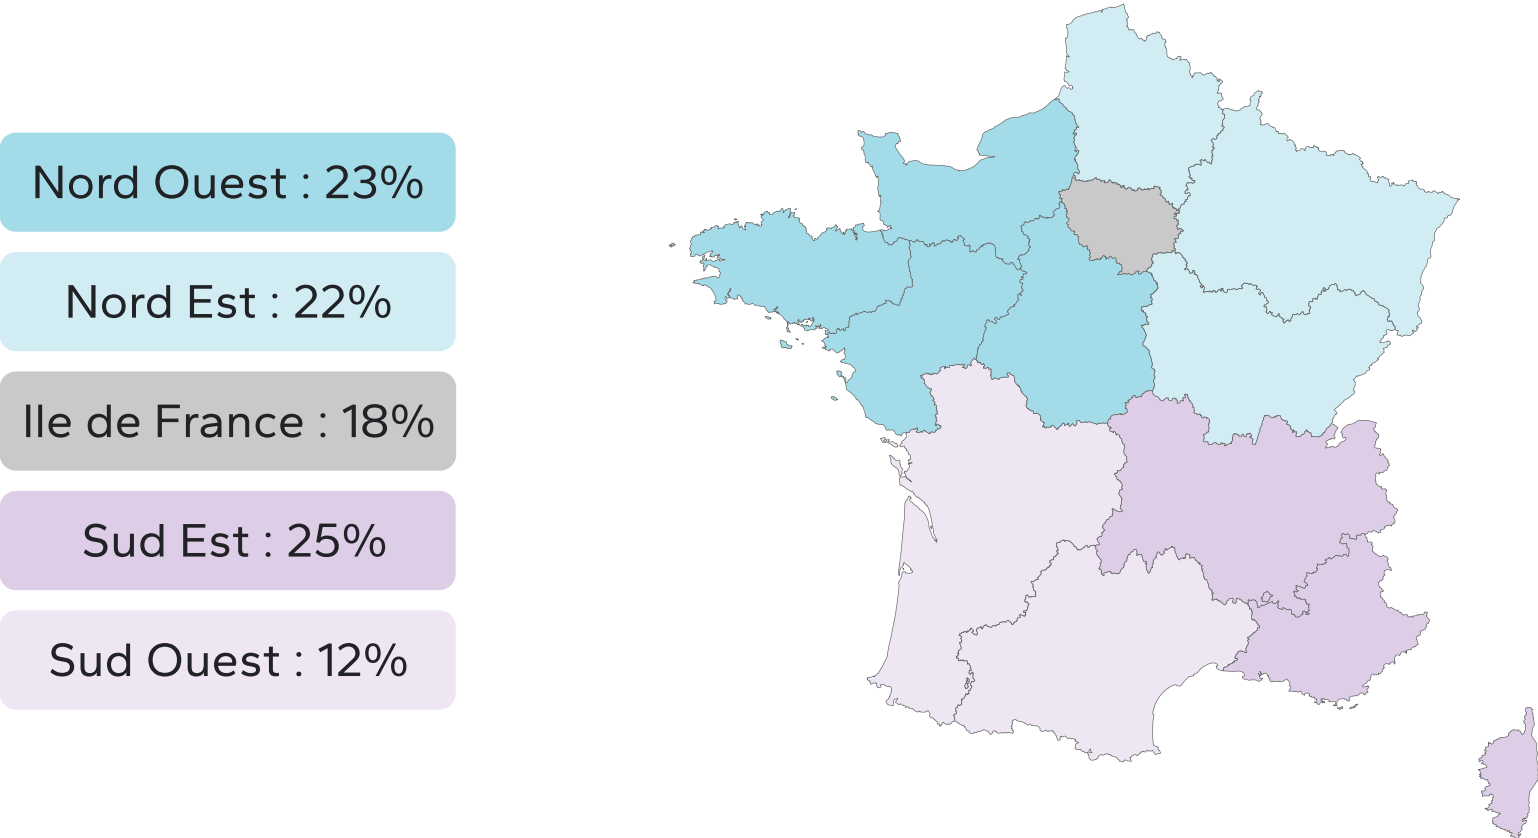 Nord Ouest : 23%
Nord Est : 22%
Ile de France : 18%
Sud Est : 25%
Sud Ouest : 12%